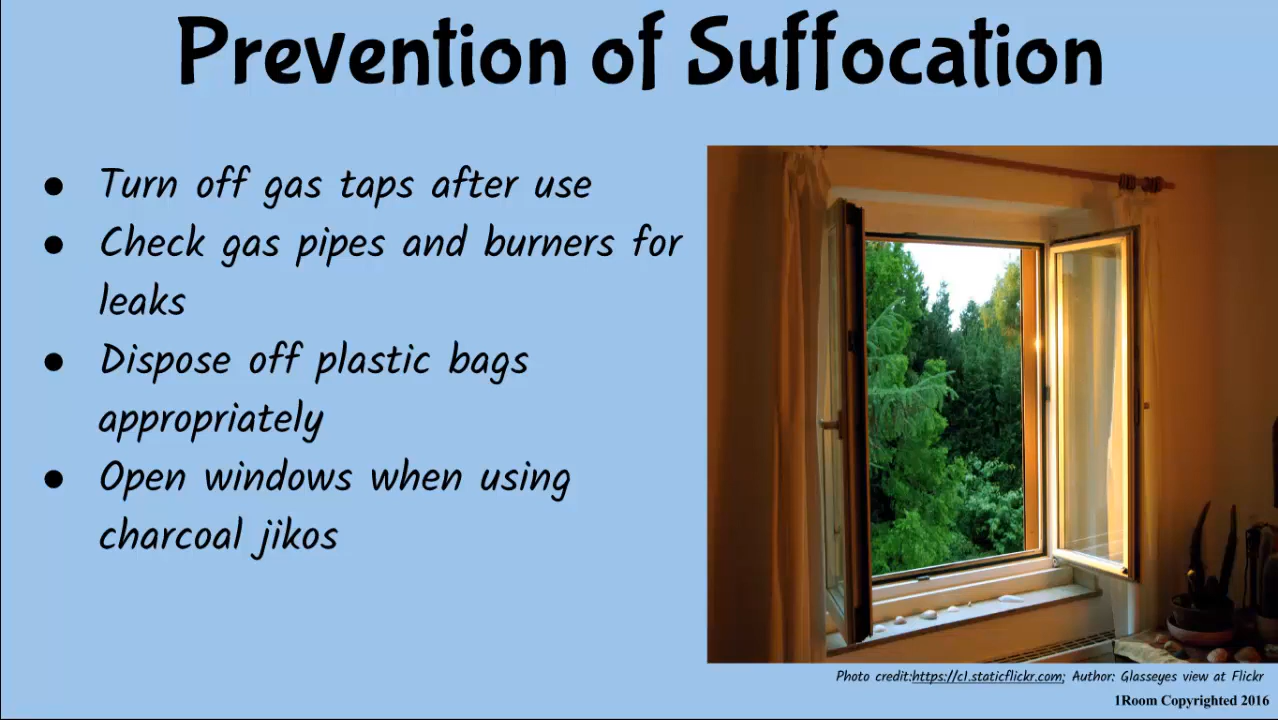 Prevention of Suffocation
● Turn off gas taps after use
● Check gas pipes and burners for
leaks
● Dispose off plastic bags
appropriately
● Open windows when using
charcoal jikos
Photo credit:https://c1.staticflickr.com; Author: Glasseyes view at Flickr
1Room Copyrighted 2016